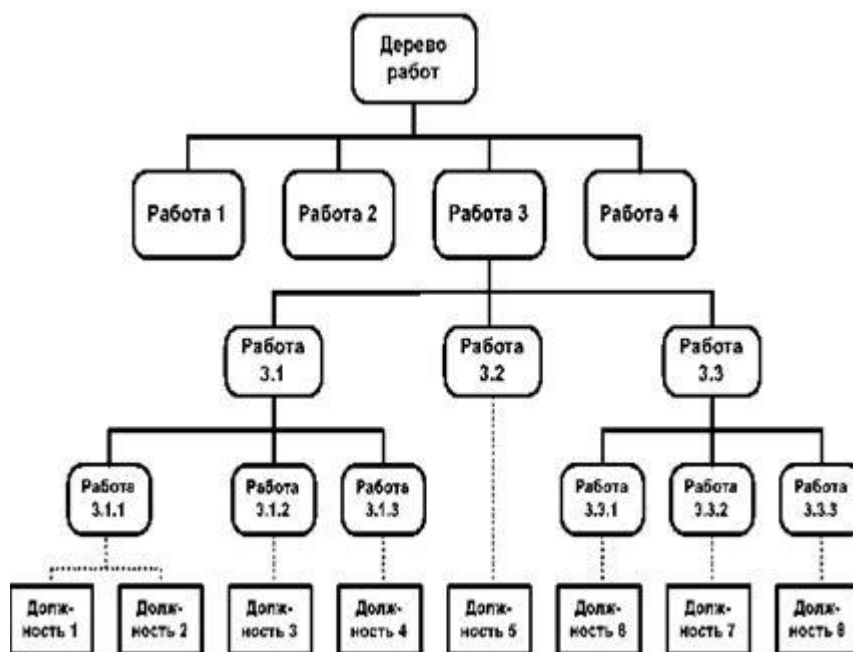 Дерево
работ
Работа 1
Работа 2
Работа 3
Работа 4
Работа
3.1
Работа
3.2
Работа
3.3
Работа
3.1.1
Работа
3.1.2
Работа
3.1.3
Работа
3.3.1
Работа
3.3.2
Работа
3.3.3
Долж-
ность 1
Долж-
ность 2
Долж-
ность 3
Долж-
ность 4
Долж-
ность 5
Долж-
ность 6
Долж-
ность 7
Долж-
ность 8